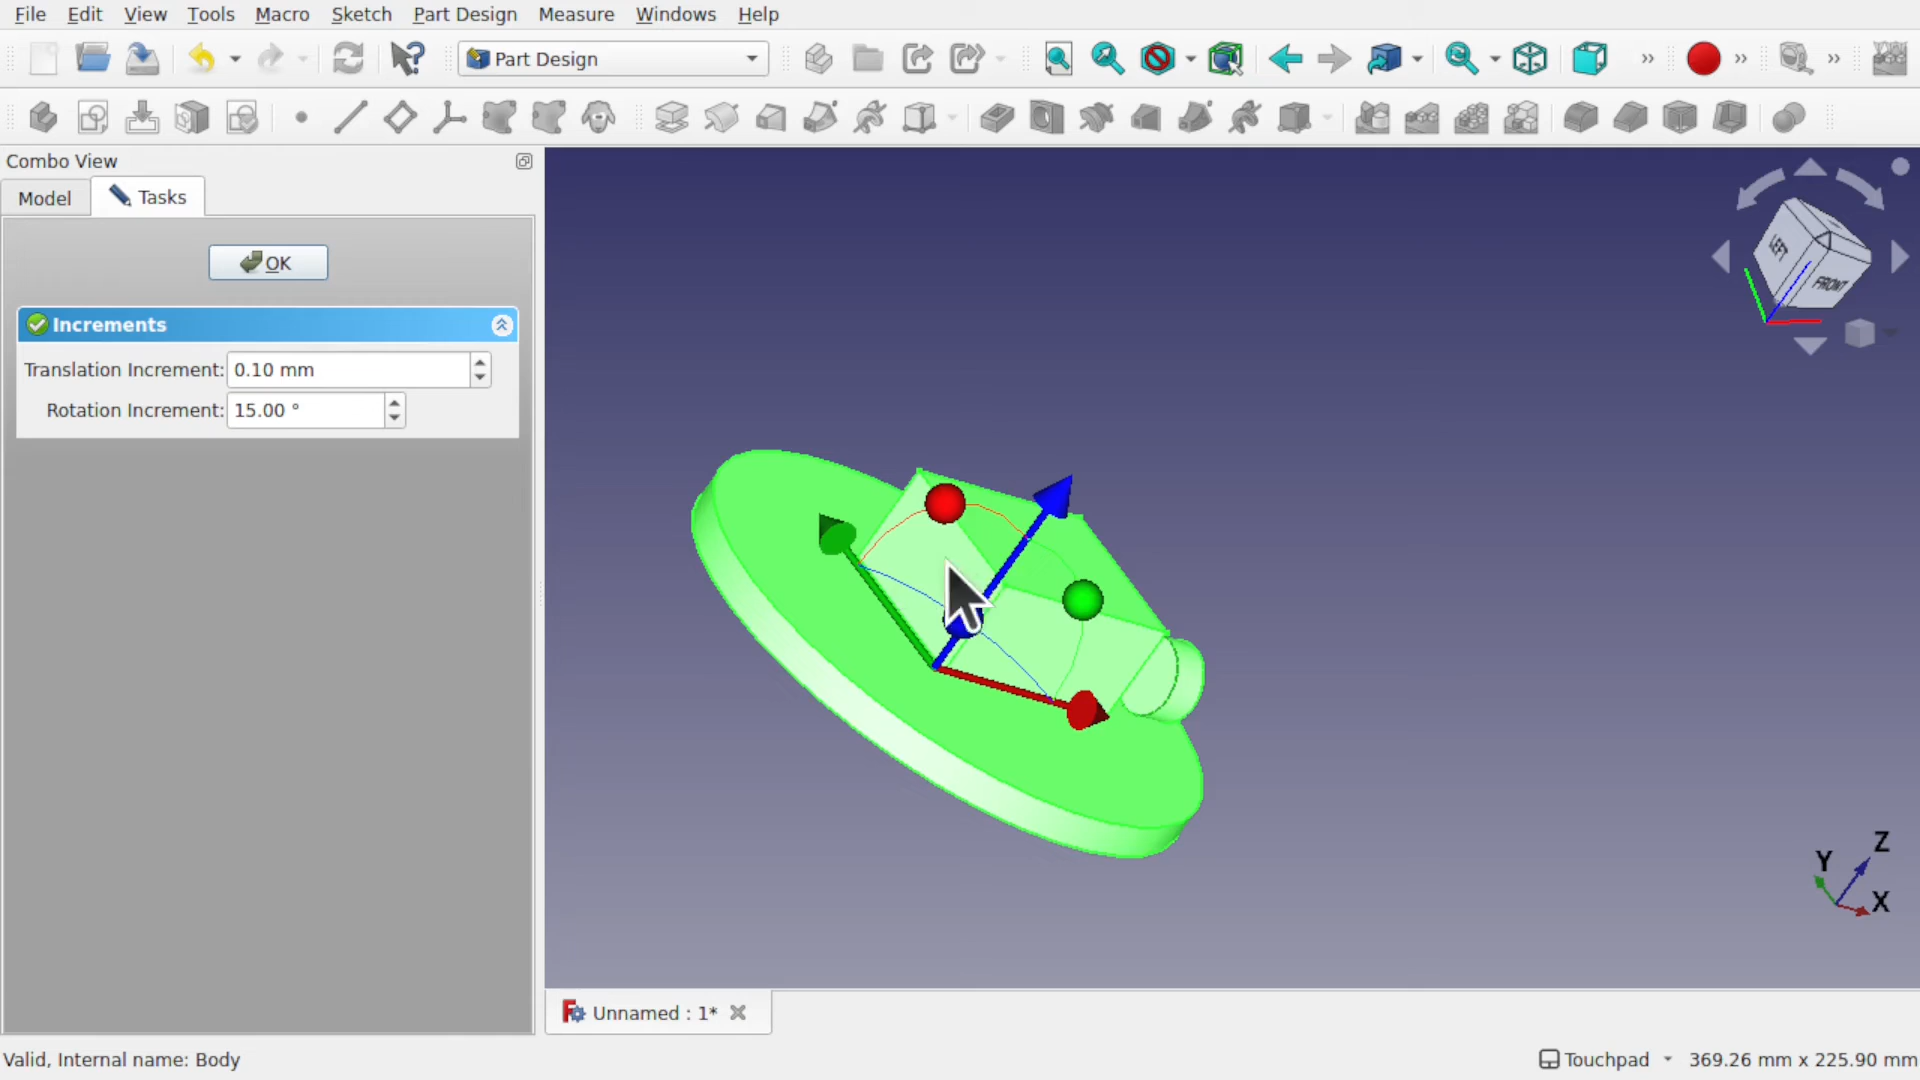 File Edit View Tools Macro Sketch Part Design Measure Windows Help
Part Design
Combo View
Model Tasks
OK
Increments
Translation Increment: 0.10 mm
Rotation Increment: 15.00 °
LEFT
FRONT
Z
Y
X
Unnamed : 1*
Valid, Internal name: Body
Touchpad 369.26 mm x 225.90 mm